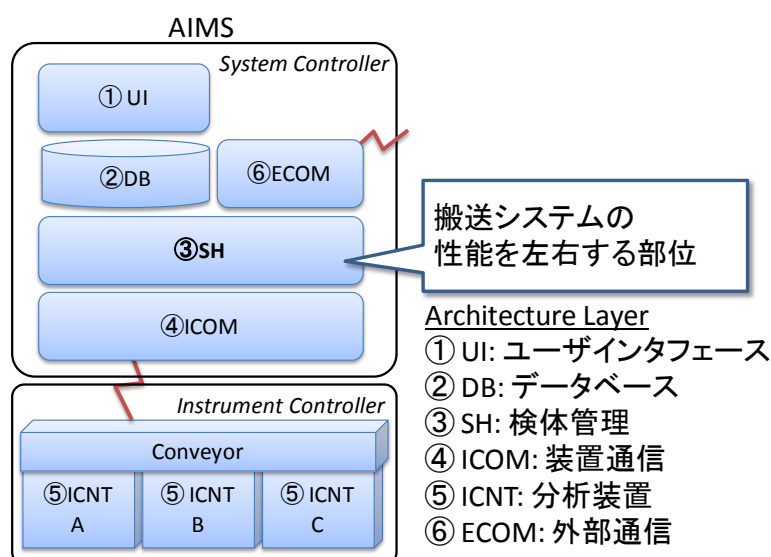 AIMS
System Controller
① UI
②DB
⑥ECOM
③SH
④ICOM
搬送システムの
性能を左右する部位
Instrument Controller
Conveyor
⑤ICNT
A
⑤ ICNT
B
⑤ ICNT
C
Architecture Layer
① UI: ユーザインタフェース
② DB: データベース
③ SH: 検体管理
④ ICOM: 装置通信
⑤ ICNT: 分析装置
⑥ ECOM: 外部通信